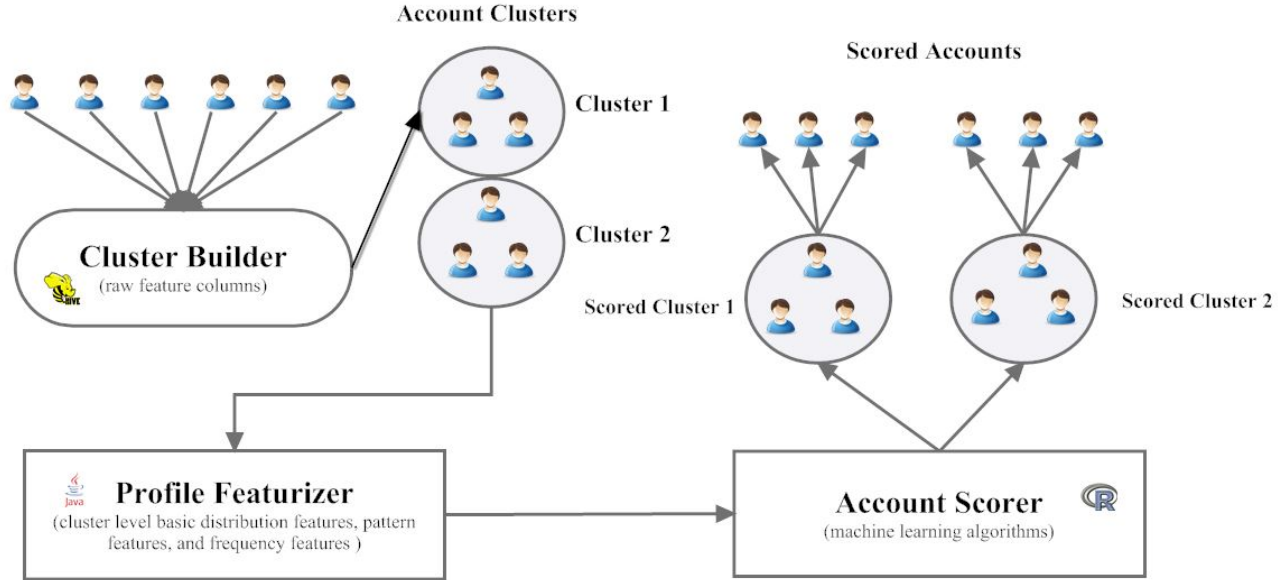 Account Clusters
Scored Accounts
Cluster 1
Cluster 2
Cluster Builder
(raw feature columns)
HIVE
Scored Cluster 1
Scored Cluster 2
Java
Profile Featurizer
(cluster level basic distribution features, pattern
features, and frequency features )
Account Scorer
(machine learning algorithms)
R